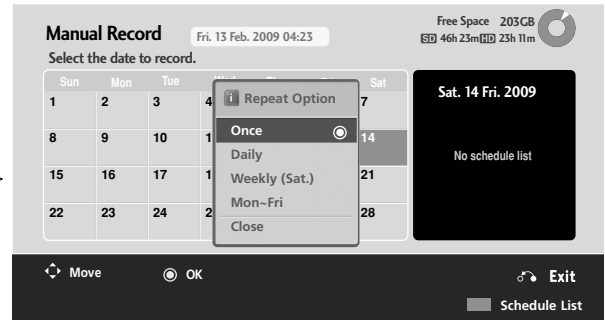 Manual Record
Fri. 13 Feb. 2009 04:23
Free Space 203GB
SD 46h 23m HD 23h 11m
Select the date to record.
Sun Mon Tue Sat
1 2 3 4 7
8 9 10 1 14
15 16 17 1 21
22 23 24 2 28
Repeat Option
Once
Daily
Weekly (Sat.)
Mon~Fri
Close
Sat. 14 Fri. 2009
No schedule list
Move
OK
Exit
Schedule List